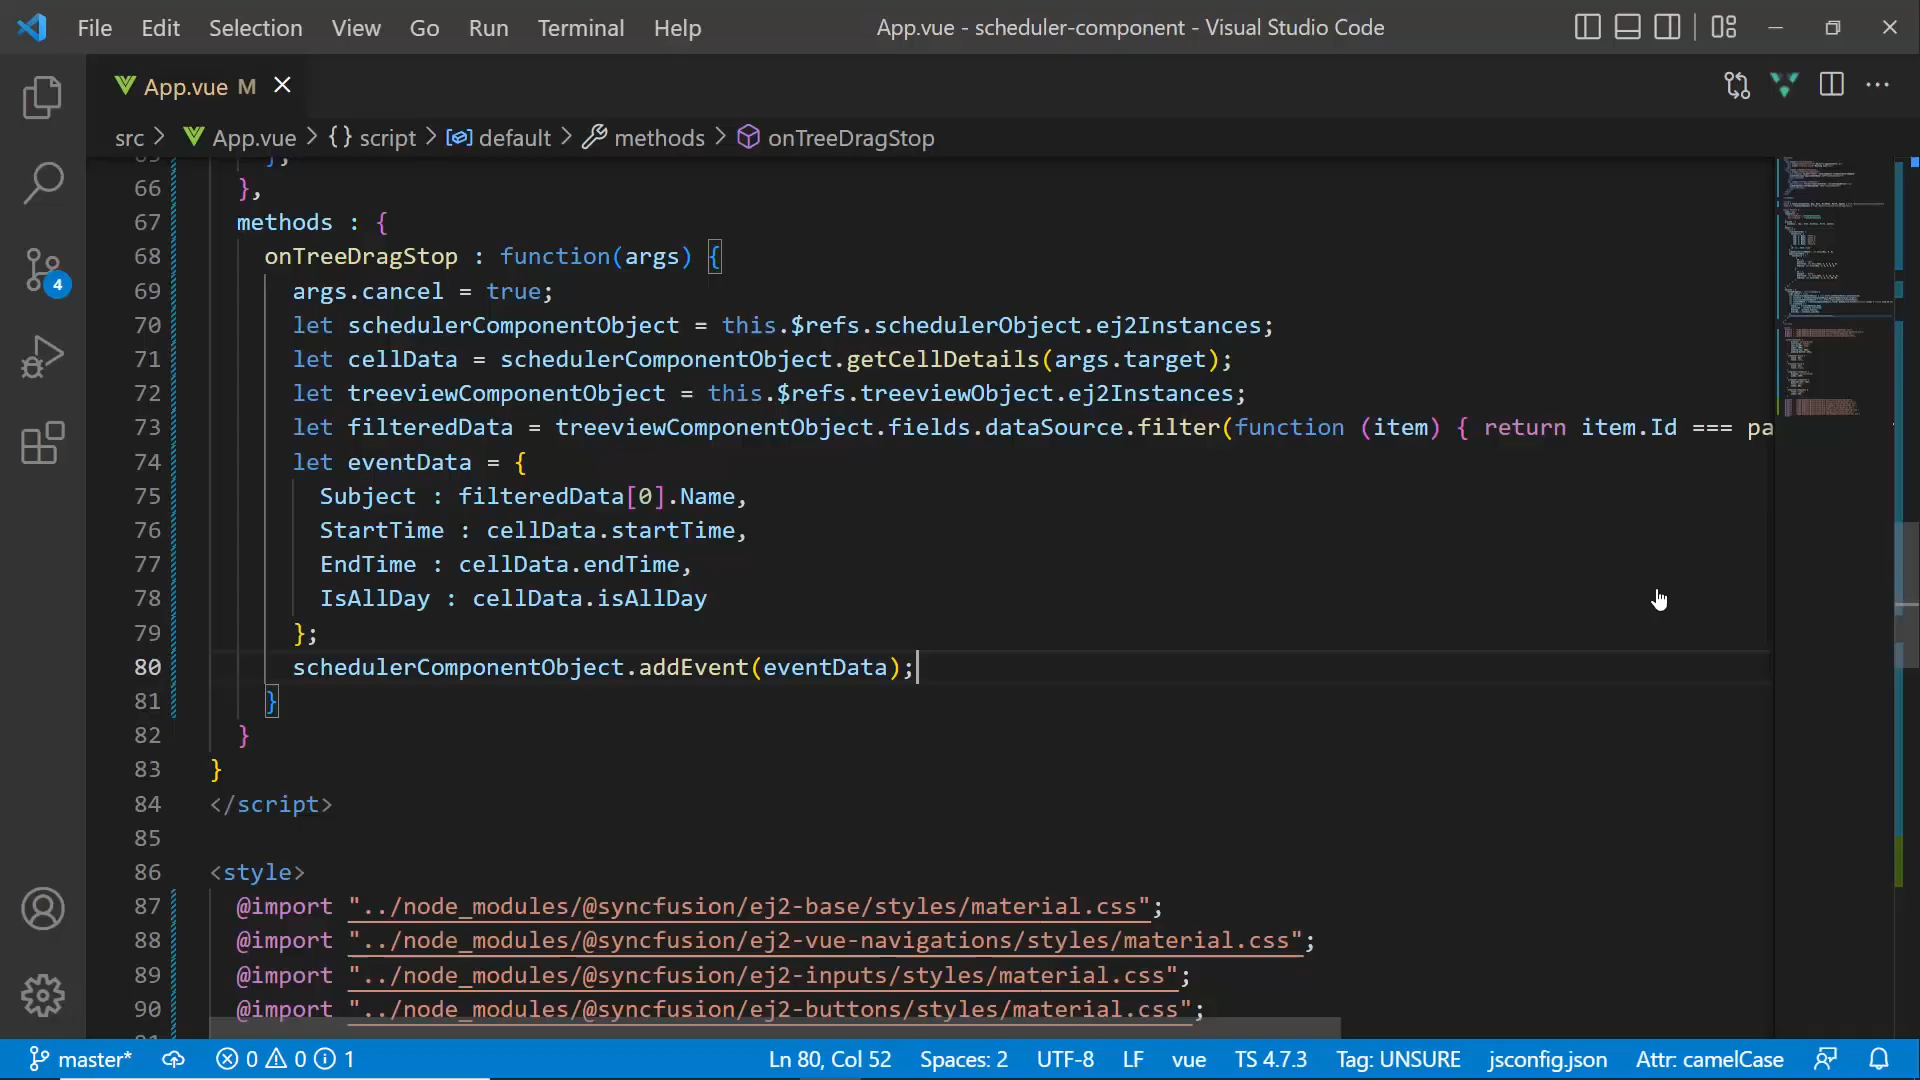 File Edit Selection View Go Run Terminal Help App.vue - scheduler-component - Visual Studio Code
App.vue M
src > App.vue > {} script > default > methods > onTreeDragStop
66 },
67 methods : {
68 onTreeDragStop : function(args) {
69 args.cancel = true;
70 let schedulerComponentObject = this.$refs.schedulerObject.ej2Instances;
71 let cellData = schedulerComponentObject.getCellDetails(args.target);
72 let treeviewComponentObject = this.$refs.treeviewObject.ej2Instances;
73 let filteredData = treeviewComponentObject.fields.dataSource.filter(function (item) { return item.Id === pa
74 let eventData = {
75 Subject : filteredData[0].Name,
76 StartTime : cellData.startTime,
77 EndTime : cellData.endTime,
78 IsAllDay : cellData.isAllDay
79 };
80 schedulerComponentObject.addEvent(eventData);
81 }
82 }
83 }
84 </script>
85
86 <style>
4
87 @import "../node_modules/@syncfusion/ej2-base/styles/material.css";
88 @import "../node_modules/@syncfusion/ej2-vue-navigations/styles/material.css";
89 @import "../node_modules/@syncfusion/ej2-inputs/styles/material.css";
90 @import "../node_modules/@syncfusion/ej2-buttons/styles/material.css";
master* 0 0 1 Ln 80, Col 52 Spaces: 2 UTF-8 LF vue TS 4.7.3 Tag: UNSURE jsconfig.json Attr: camelCase